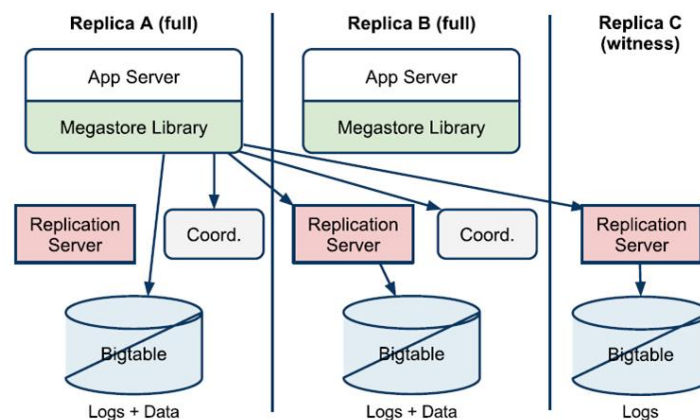 Replica A (full)
Replica B (full)
Replica C
(witness)
App Server
Megastore Library
App Server
Megastore Library
Replication
Server
Coord.
Replication
Server
Coord.
Replication
Server
Bigtable
Bigtable
Bigtable
Logs + Data
Logs + Data
Logs